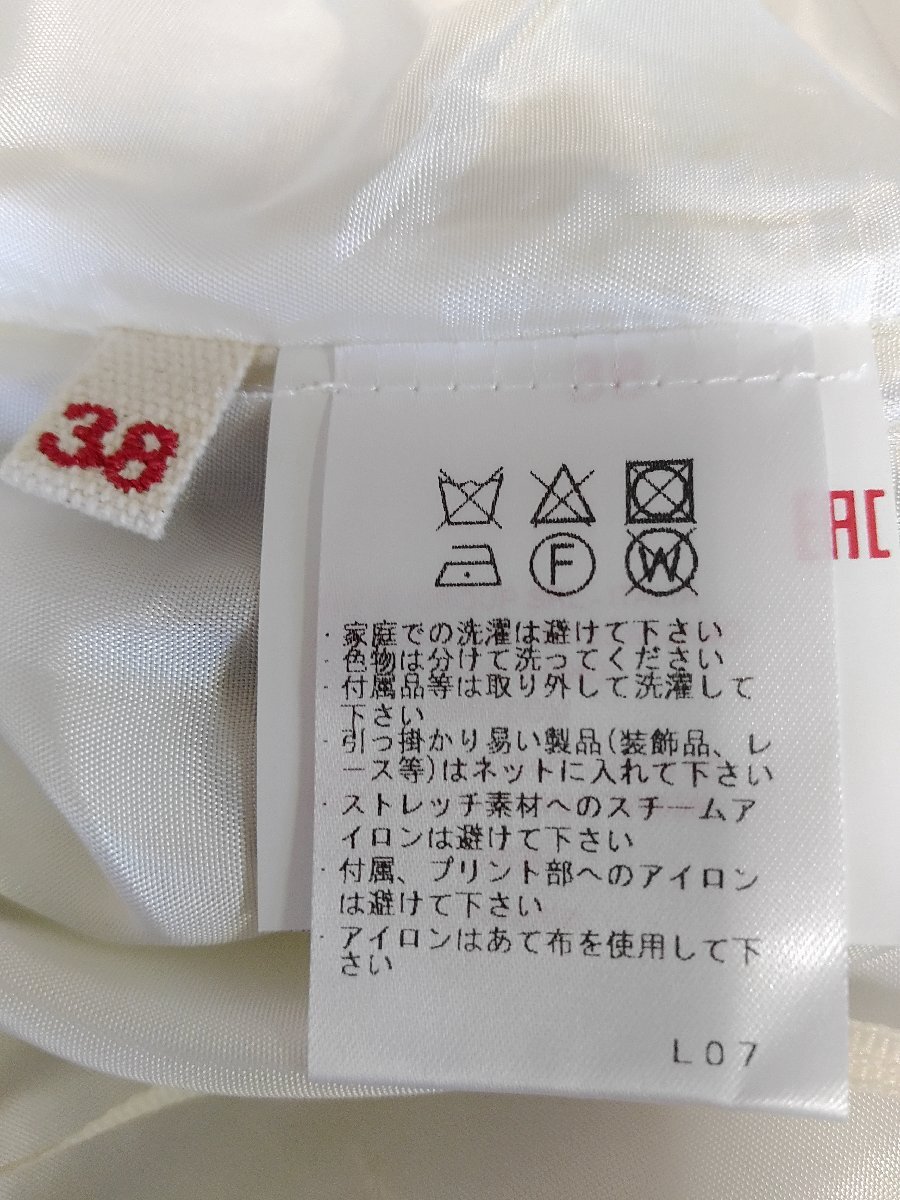 38
38
EAC
F
W
・家庭での洗濯は避けて下さい
・色物は分けて洗ってください
・付属品等は取り外して洗濯して
下さい
・引っ掛かり易い製品(装飾品、レ
ース等)はネットに入れて下さい
・ストレッチ素材へのスチームア
イロンは避けて下さい
・付属、プリント部へのアイロン
は避けて下さい
・アイロンはあて布を使用して下
さい
L07